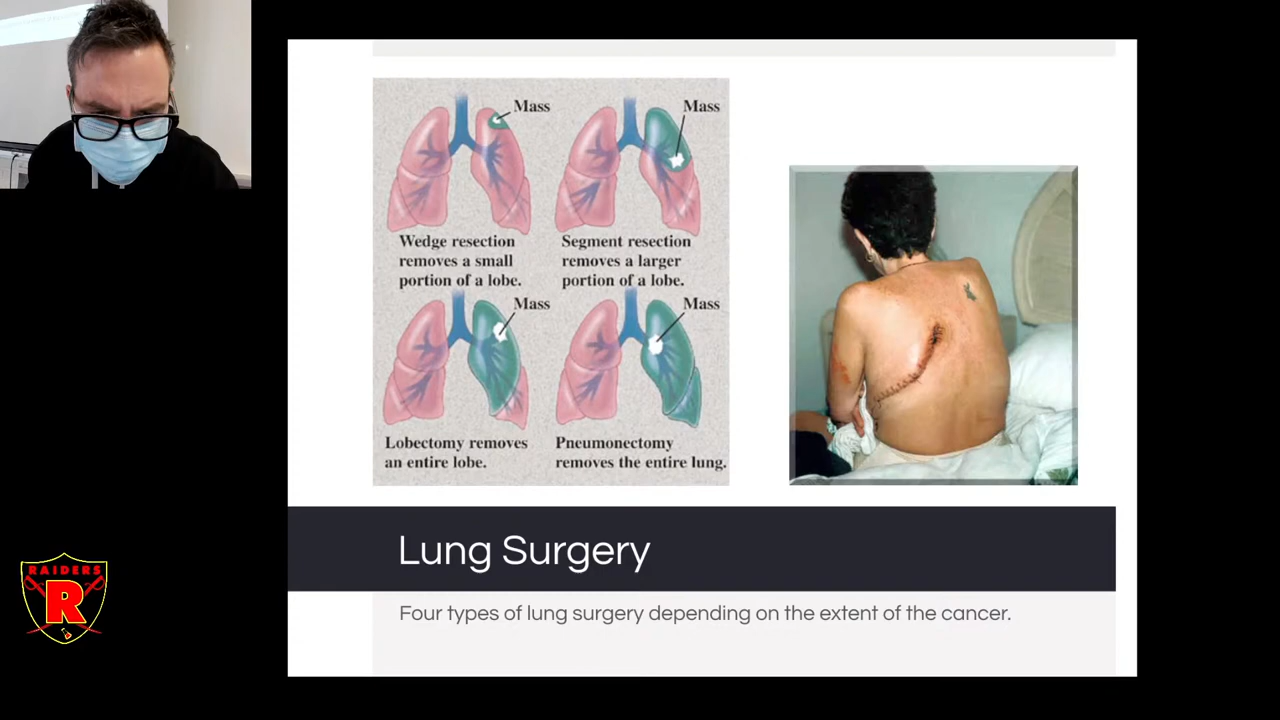 Mass
Mass
Wedge resection
removes a small
portion of a lobe.
Segment resection
removes a larger
portion of a lobe.
Mass
Mass
Lobectomy removes
an entire lobe.
Pneumonectomy
removes the entire lung.
Lung Surgery
Four types of lung surgery depending on the extent of the cancer.
RAIDERS
R